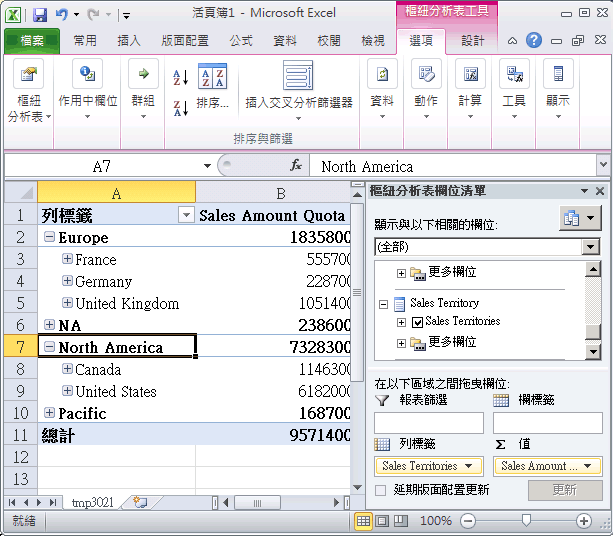 活頁簿1 - Microsoft Excel
樞紐分析表工具
檔案 常用 插入 版面配置 公式 資料 校閱 檢視 選項 設計
樞紐分析表 作用中欄位 群組 排序... 插入交叉分析篩選器 資料 動作 計算 工具 顯示
排序與篩選
A7 fx North America
A B
1 列標籤 Sales Amount Quota
2 Europe 1835800
3 France 555700
4 Germany 228700
5 United Kingdom 1051400
6 NA 238600
7 North America 7328300
8 Canada 1146300
9 United States 6182000
10 Pacific 168700
11 總計 9571400
12
13
樞紐分析表欄位清單
顯示與以下相關的欄位:
(全部)
更多欄位
Sales Territory
Sales Territories
更多欄位
在以下區域之間拖曳欄位:
報表篩選 欄標籤
列標籤 Σ 值
Sales Territories Sales Amount ...
延期版面配置更新 更新
tmp3021
就緒 100%